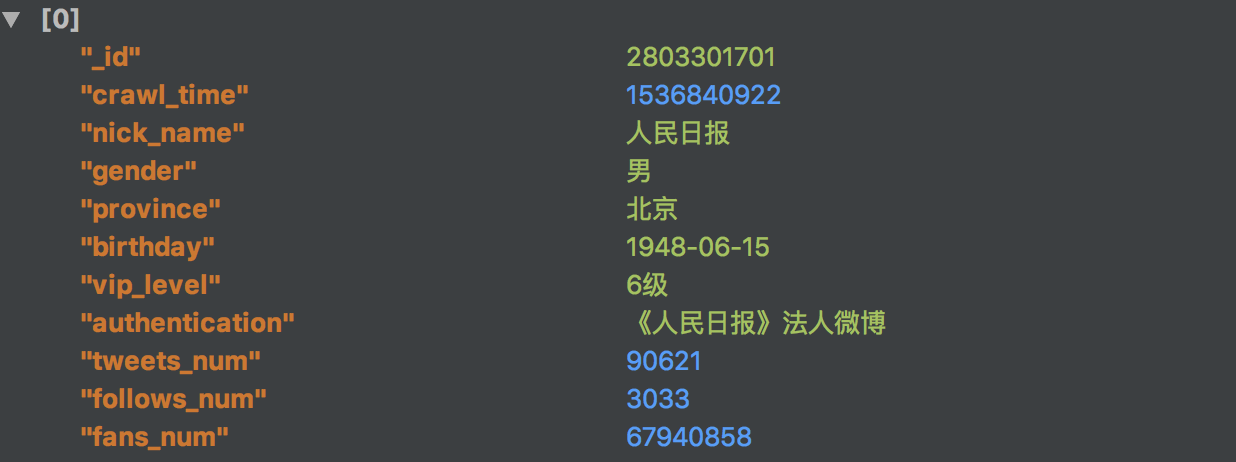 [0]
"_id" 2803301701
"crawl_time" 1536840922
"nick_name" 人民日报
"gender" 男
"province" 北京
"birthday" 1948-06-15
"vip_level" 6级
"authentication" 《人民日报》法人微博
"tweets_num" 90621
"follows_num" 3033
"fans_num" 67940858